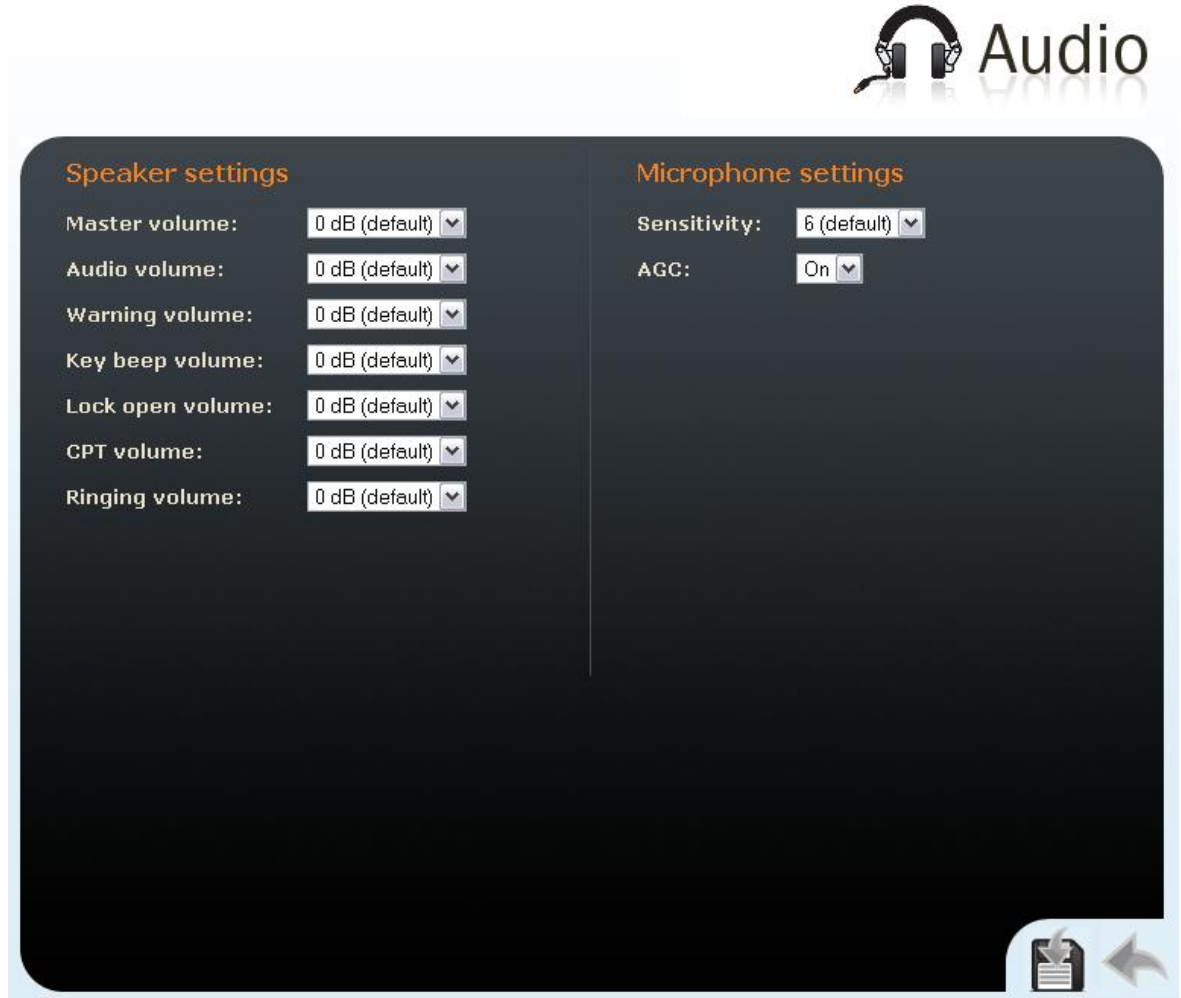 Audio
Speaker settings
Master volume: 0 dB (default)
Audio volume: 0 dB (default)
Warning volume: 0 dB (default)
Key beep volume: 0 dB (default)
Lock open volume: 0 dB (default)
CPT volume: 0 dB (default)
Ringing volume: 0 dB (default)
Microphone settings
Sensitivity: 6 (default)
AGC: On